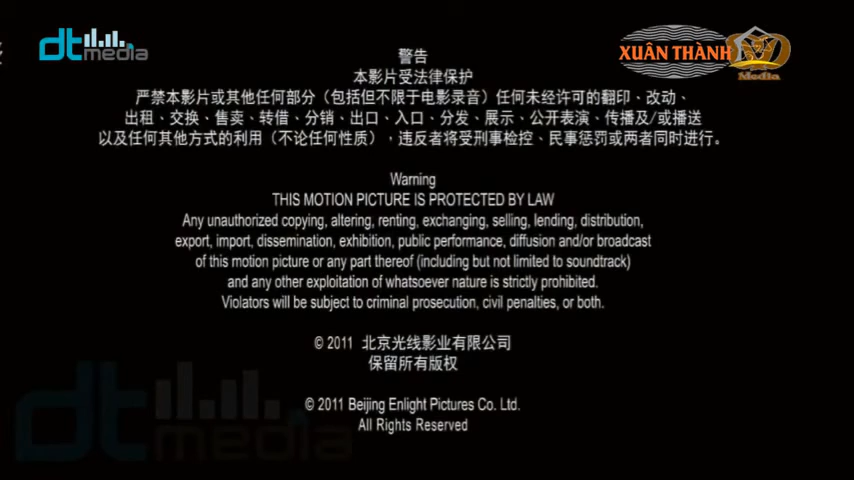 dtmedia
XUÂN THÀNH
Media
警告
本影片受法律保护
严禁本影片或其他任何部分（包括但不限于电影录音）任何未经许可的翻印、改动、
出租、交换、售卖、转借、分销、出口、入口、分发、展示、公开表演、传播及/或播送
以及任何其他方式的利用（不论任何性质），违反者将受刑事检控、民事惩罚或两者同时进行。
Warning
THIS MOTION PICTURE IS PROTECTED BY LAW
Any unauthorized copying, altering, renting, exchanging, selling, lending, distribution,
export, import, dissemination, exhibition, public performance, diffusion and/or broadcast
of this motion picture or any part thereof (including but not limited to soundtrack)
and any other exploitation of whatsoever nature is strictly prohibited.
Violators will be subject to criminal prosecution, civil penalties, or both.
© 2011 北京光线影业有限公司
保留所有版权
© 2011 Beijing Enlight Pictures Co. Ltd.
All Rights Reserved
dtmedia